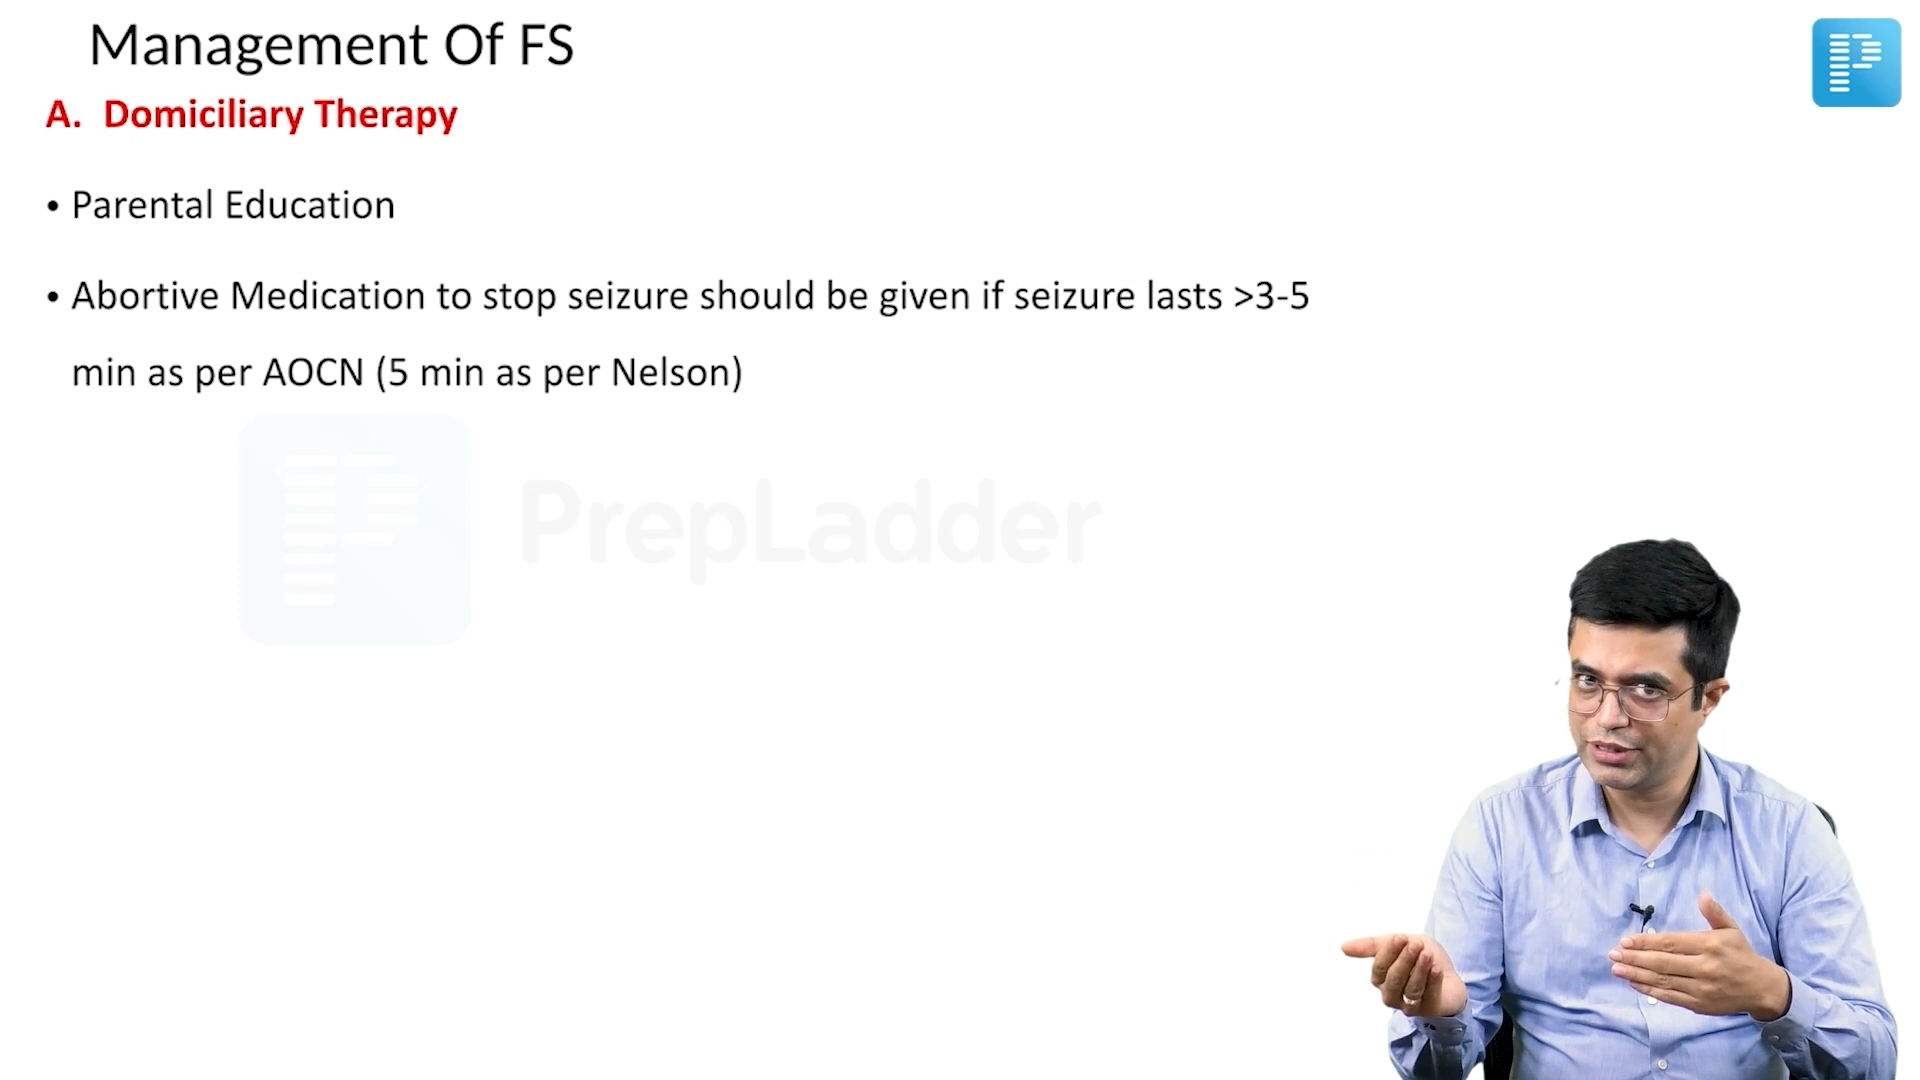 Management Of FS
A. Domiciliary Therapy
• Parental Education
• Abortive Medication to stop seizure should be given if seizure lasts >3-5
min as per AOCN (5 min as per Nelson)
PrepLadder